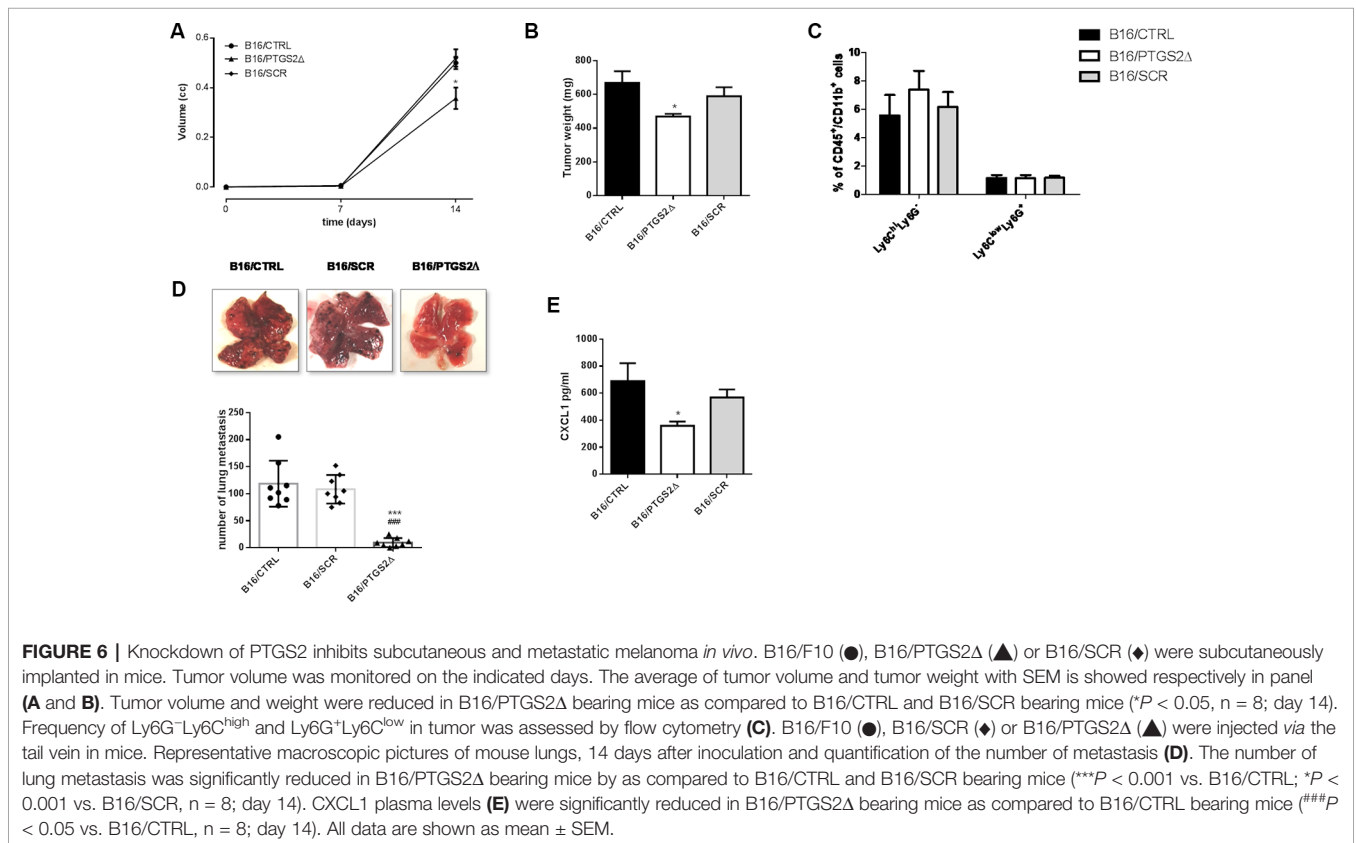 A
B16/CTRL
B16/PTGS2Δ
B16/SCR
Volume (cc)
0.6
0.4
0.2
0.0
*
0 7 14
time (days)
B
Tumor weight (mg)
800
600
400
200
0
*
B16/CTRL
B16/PTGS2Δ
B16/SCR
C
B16/CTRL
B16/PTGS2Δ
B16/SCR
% of CD45⁺/CD11b⁺ cells
10
8
6
4
2
0
Ly6Cʰⁱ Ly6G⁻
Ly6Cˡᵒʷ Ly6G⁺
D
B16/CTRL B16/SCR B16/PTGS2Δ
number of lung metastasis
250
200
150
100
50
0
***
###
B16/CTRL
B16/SCR
B16/PTGS2Δ
E
CXCL1 pg/ml
1000
800
600
400
200
0
*
B16/CTRL
B16/PTGS2Δ
B16/SCR
FIGURE 6 | Knockdown of PTGS2 inhibits subcutaneous and metastatic melanoma in vivo. B16/F10 (●), B16/PTGS2Δ (▲) or B16/SCR (♦) were subcutaneously
implanted in mice. Tumor volume was monitored on the indicated days. The average of tumor volume and tumor weight with SEM is showed respectively in panel
(A and B). Tumor volume and weight were reduced in B16/PTGS2Δ bearing mice as compared to B16/CTRL and B16/SCR bearing mice (*P < 0.05, n = 8; day 14).
Frequency of Ly6G⁻Ly6Cʰⁱᵍʰ and Ly6G⁺Ly6Cˡᵒʷ in tumor was assessed by flow cytometry (C). B16/F10 (●), B16/SCR (♦) or B16/PTGS2Δ (▲) were injected via the
tail vein in mice. Representative macroscopic pictures of mouse lungs, 14 days after inoculation and quantification of the number of metastasis (D). The number of
lung metastasis was significantly reduced in B16/PTGS2Δ bearing mice by as compared to B16/CTRL and B16/SCR bearing mice (***P < 0.001 vs. B16/CTRL; *P <
0.001 vs. B16/SCR, n = 8; day 14). CXCL1 plasma levels (E) were significantly reduced in B16/PTGS2Δ bearing mice as compared to B16/CTRL bearing mice (###P
< 0.05 vs. B16/CTRL, n = 8; day 14). All data are shown as mean ± SEM.